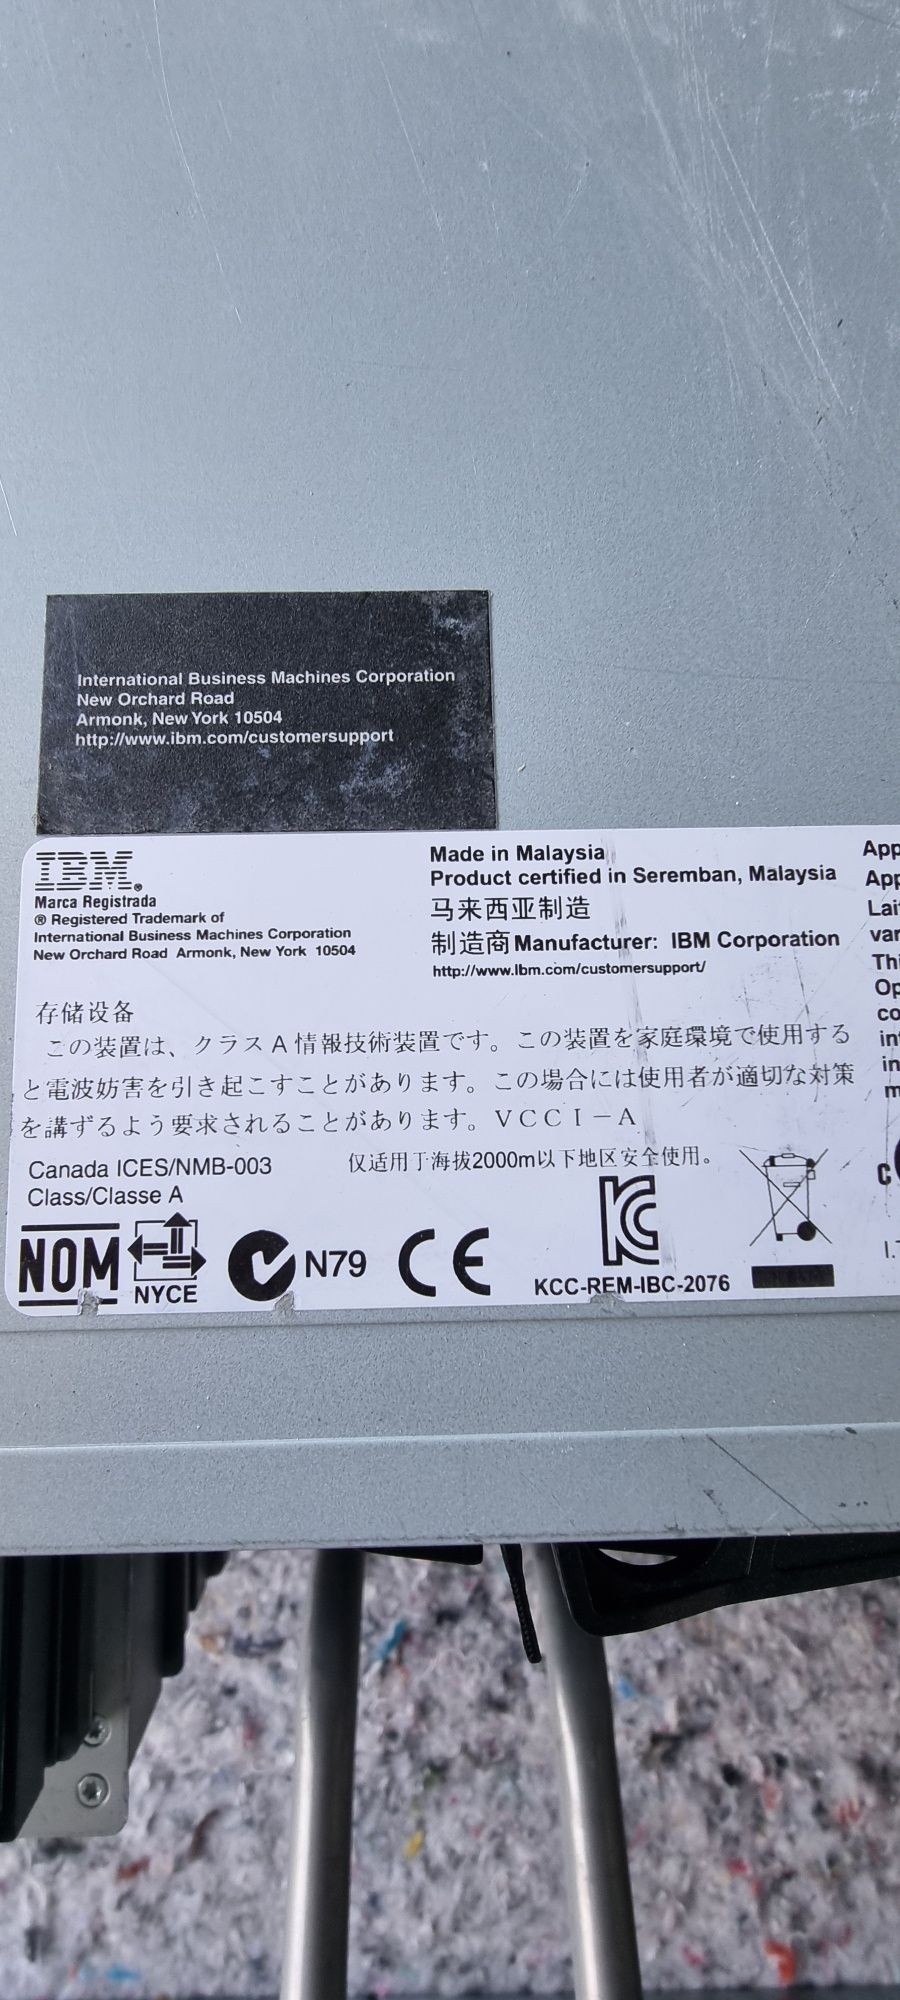 International Business Machines Corporation
New Orchard Road
Armonk, New York 10504
http://www.ibm.com/customersupport
IBM®
Marca Registrada
® Registered Trademark of
International Business Machines Corporation
New Orchard Road Armonk, New York 10504
Made in Malaysia
Product certified in Seremban, Malaysia
马来西亚制造
制造商 Manufacturer: IBM Corporation
http://www.ibm.com/customersupport/
存储设备
この装置は、クラス A 情報技術装置です。この装置を家庭環境で使用する
と電波妨害を引き起こすことがあります。この場合には使用者が適切な対策
を講ずるよう要求されることがあります。VCCI-A
Canada ICES/NMB-003
Class/Classe A
仅适用于海拔2000m以下地区安全使用。
NOM
NYCE
N79
CE
KCC-REM-IBC-2076